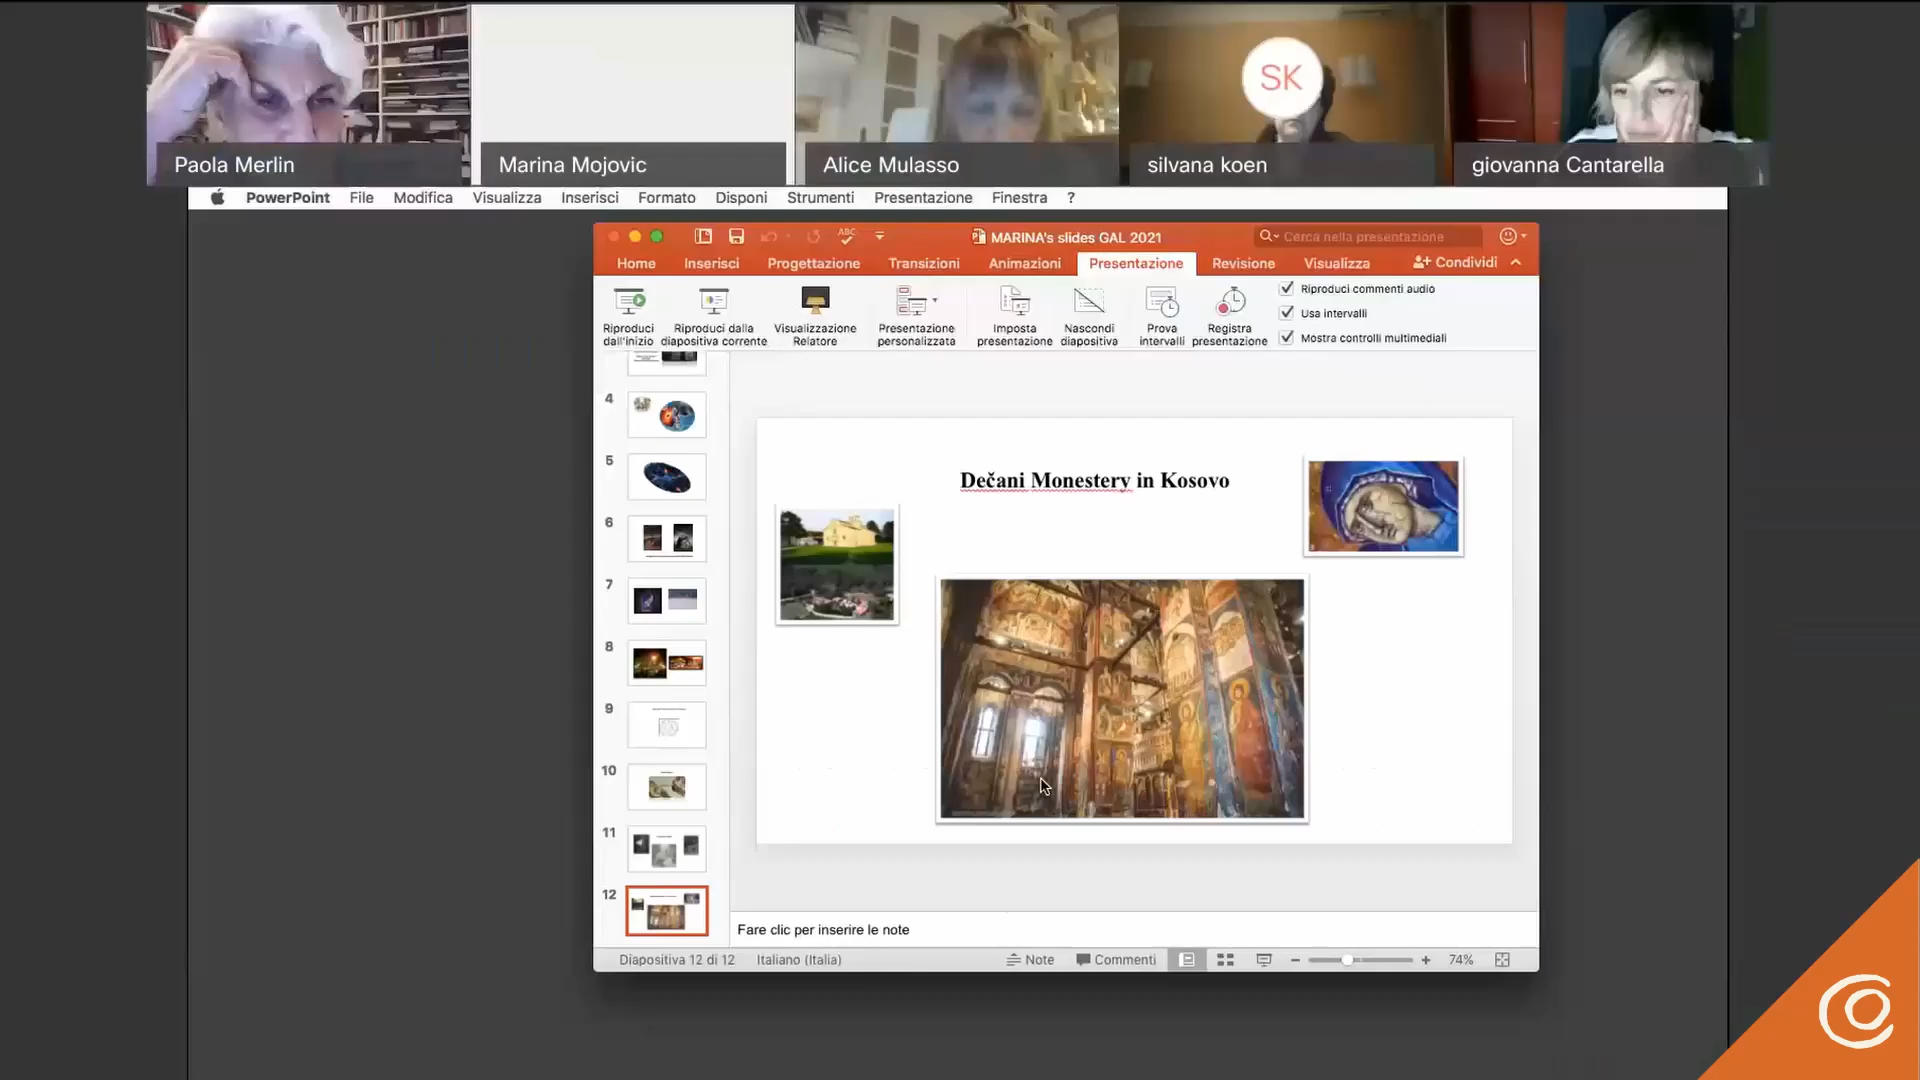 SK
Paola Merlin
Marina Mojovic
Alice Mulasso
silvana koen
giovanna Cantarella
PowerPoint File Modifica Visualizza Inserisci Formato Disponi Strumenti Presentazione Finestra ?
ABC
MARINA's slides GAL 2021
Cerca nella presentazione
Home Inserisci Progettazione Transizioni Animazioni Presentazione Revisione Visualizza Condividi
Riproduci dall'inizio
Riproduci dalla diapositiva corrente
Visualizzazione Relatore
Presentazione personalizzata
Imposta presentazione
Nascondi diapositiva
Prova intervalli
Registra presentazione
Riproduci commenti audio
Usa intervalli
Mostra controlli multimediali
4
5
6
7
8
9
10
11
12
Dečani Monestery in Kosovo
Fare clic per inserire le note
Diapositiva 12 di 12 Italiano (Italia) Note Commenti 74%